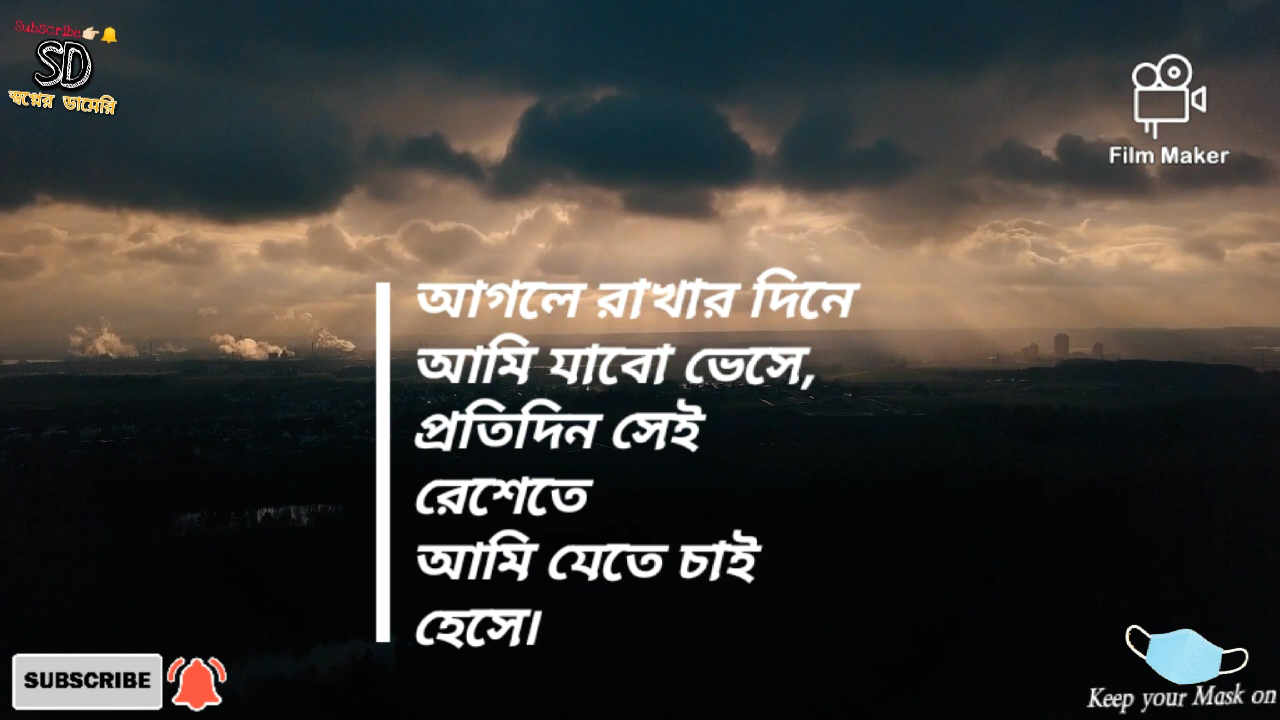 Subscribe
SD
স্বপ্নের ডায়েরি
Film Maker
আগলে রাখার দিনে
আমি যাবো ভেসে,
প্রতিদিন সেই
রেশেতে
আমি যেতে চাই
হেসে।
SUBSCRIBE
Keep your Mask on